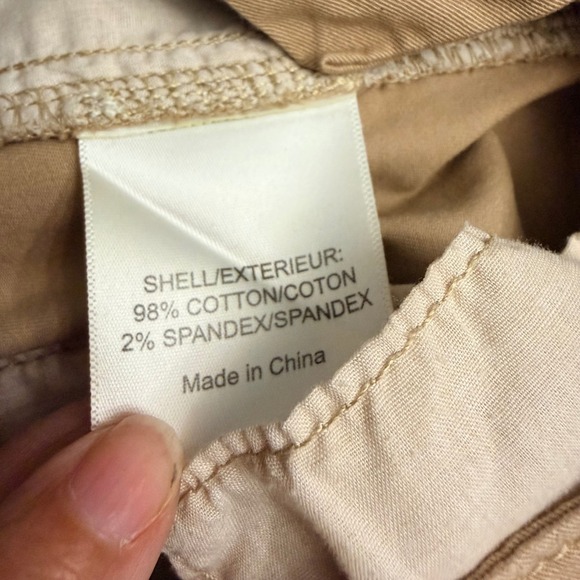 SHELL/EXTERIEUR:
98% COTTON/COTON
2% SPANDEX/SPANDEX
Made in China